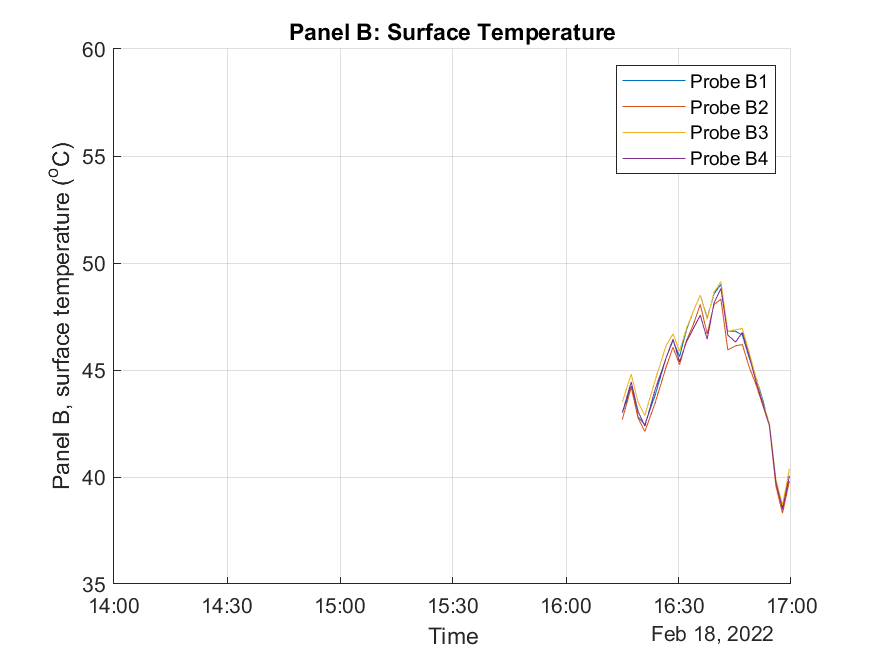 Panel B: Surface Temperature
60
55
50
45
40
35
Panel B, surface temperature (°C)
Probe B1
Probe B2
Probe B3
Probe B4
14:00 14:30 15:00 15:30 16:00 16:30 17:00
Time
Feb 18, 2022